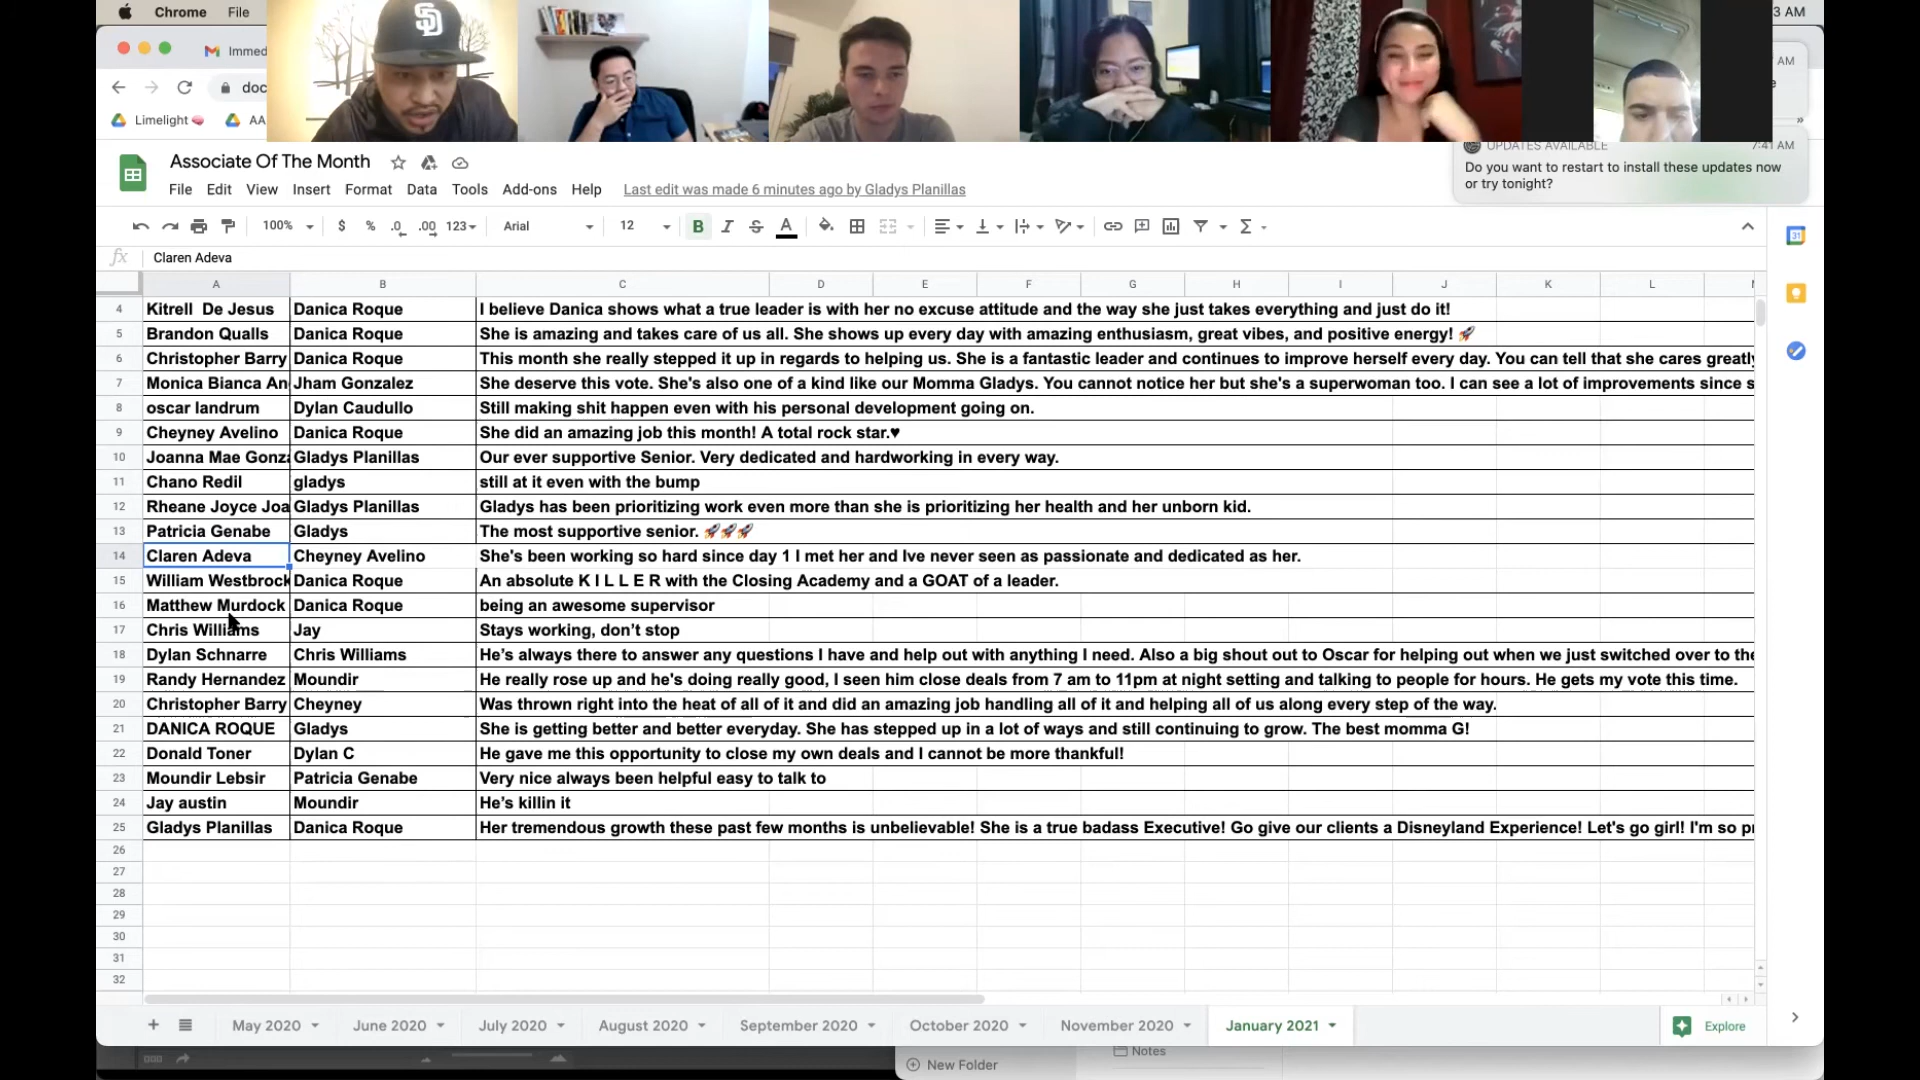 Chrome File 3 AM
Immed
doc
Limelight AA »
Associate Of The Month
UPDATES AVAILABLE 7:41 AM
Do you want to restart to install these updates now
or try tonight?
File Edit View Insert Format Data Tools Add-ons Help Last edit was made 6 minutes ago by Gladys Planillas
100% $ % .0 .00 123 Arial 12 B I S A Σ
fx Claren Adeva
A B C D E F G H I J K L
4 Kitrell De Jesus Danica Roque I believe Danica shows what a true leader is with her no excuse attitude and the way she just takes everything and just do it!
5 Brandon Qualls Danica Roque She is amazing and takes care of us all. She shows up every day with amazing enthusiasm, great vibes, and positive energy! 🚀
6 Christopher Barry Danica Roque This month she really stepped it up in regards to helping us. She is a fantastic leader and continues to improve herself every day. You can tell that she cares greatly
7 Monica Bianca An Jham Gonzalez She deserve this vote. She's also one of a kind like our Momma Gladys. You cannot notice her but she's a superwoman too. I can see a lot of improvements since s
8 oscar landrum Dylan Caudullo Still making shit happen even with his personal development going on.
9 Cheyney Avelino Danica Roque She did an amazing job this month! A total rock star.♥
10 Joanna Mae Gonza Gladys Planillas Our ever supportive Senior. Very dedicated and hardworking in every way.
11 Chano Redil gladys still at it even with the bump
12 Rheane Joyce Joa Gladys Planillas Gladys has been prioritizing work even more than she is prioritizing her health and her unborn kid.
13 Patricia Genabe Gladys The most supportive senior. 🚀🚀🚀
14 Claren Adeva Cheyney Avelino She's been working so hard since day 1 I met her and Ive never seen as passionate and dedicated as her.
15 William Westbrock Danica Roque An absolute K I L L E R with the Closing Academy and a GOAT of a leader.
16 Matthew Murdock Danica Roque being an awesome supervisor
17 Chris Williams Jay Stays working, don’t stop
18 Dylan Schnarre Chris Williams He’s always there to answer any questions I have and help out with anything I need. Also a big shout out to Oscar for helping out when we just switched over to the
19 Randy Hernandez Moundir He really rose up and he's doing really good, I seen him close deals from 7 am to 11pm at night setting and talking to people for hours. He gets my vote this time.
20 Christopher Barry Cheyney Was thrown right into the heat of all of it and did an amazing job handling all of it and helping all of us along every step of the way.
21 DANICA ROQUE Gladys She is getting better and better everyday. She has stepped up in a lot of ways and still continuing to grow. The best momma G!
22 Donald Toner Dylan C He gave me this opportunity to close my own deals and I cannot be more thankful!
23 Moundir Lebsir Patricia Genabe Very nice always been helpful easy to talk to
24 Jay austin Moundir He’s killin it
25 Gladys Planillas Danica Roque Her tremendous growth these past few months is unbelievable! She is a true badass Executive! Go give our clients a Disneyland Experience! Let's go girl! I'm so pr
26
27
28
29
30
31
32
May 2020 June 2020 July 2020 August 2020 September 2020 October 2020 November 2020 January 2021 Explore
Notes
New Folder